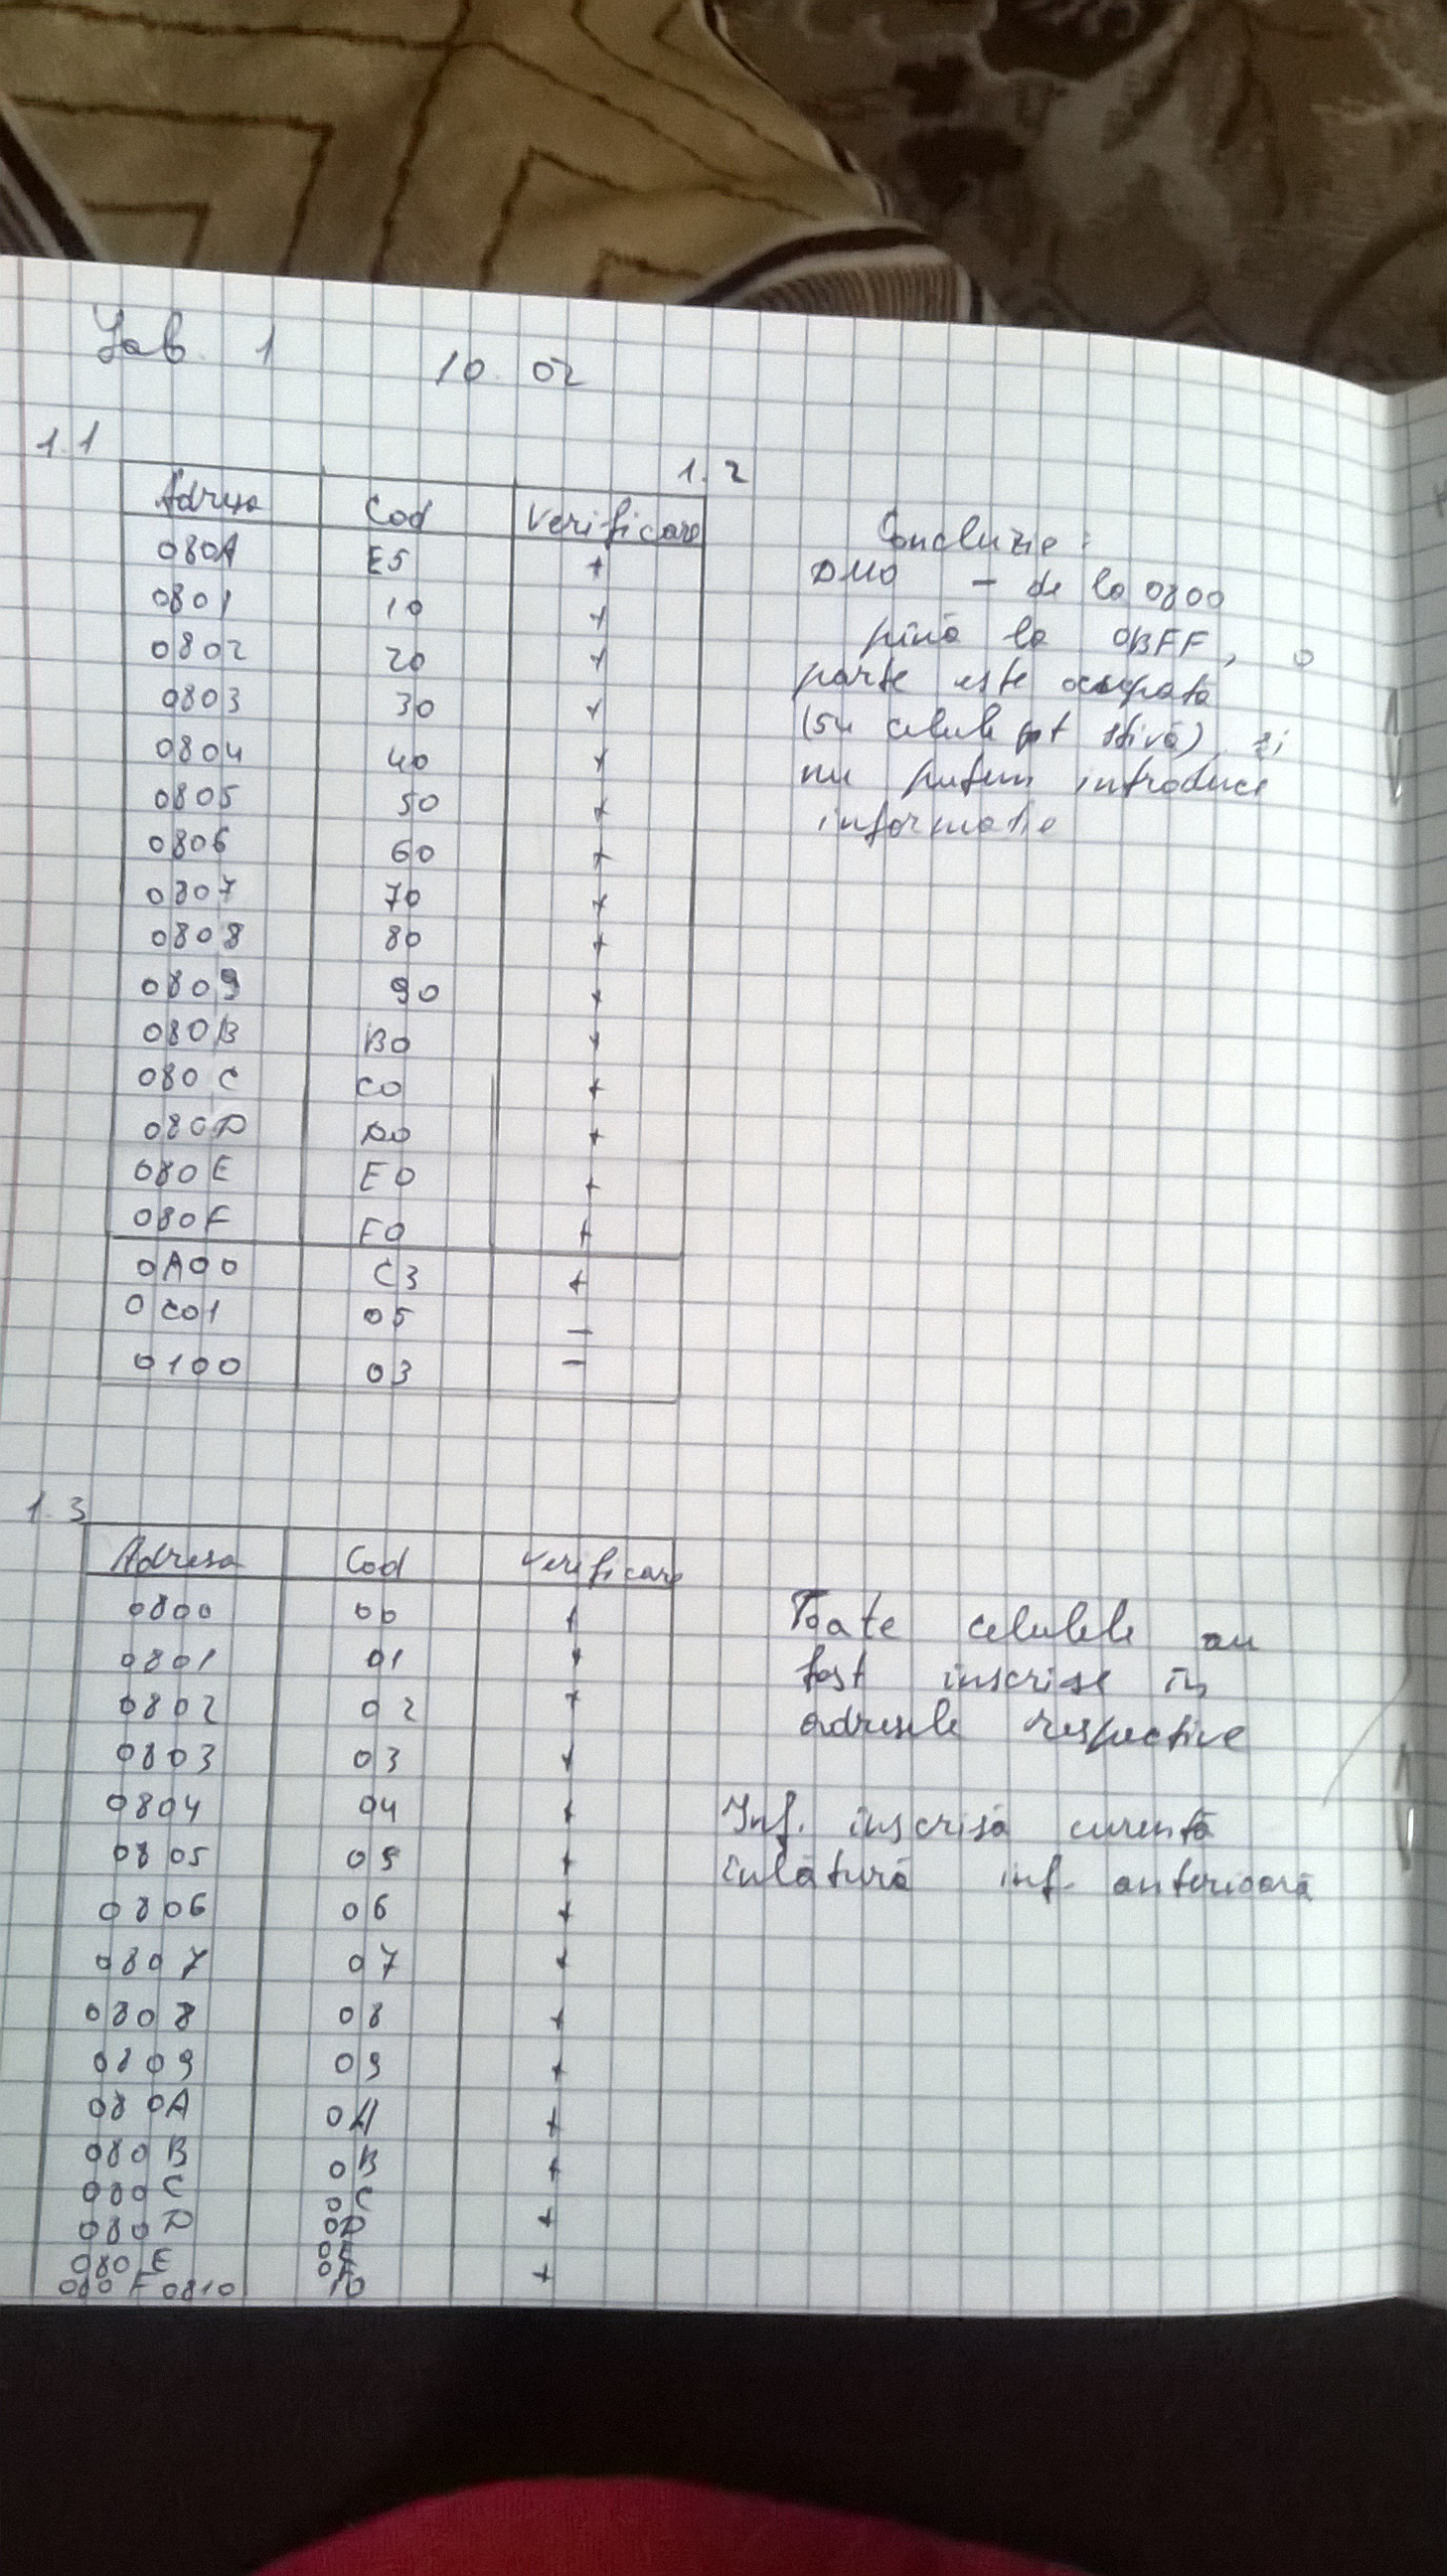 Lab. 1 10. 02
1.1
Adresa Cod Verificare
080A E5 +
0801 10 +
0802 20 +
0803 30 +
0804 40 +
0805 50 +
0806 60 +
0807 70 +
0808 80 +
0809 90 +
080B B0 +
080C C0 +
080D D0 +
080E E0 +
080F F0 +
0A00 C3 +
0C01 05 —
0100 03 —
1.2
Concluzie:
DMO – de la 0800
pînă la 0BFF, o
parte este ocupată
(54 celule pt stivă), și
nu putem introduce
informatie
1.3
Adresa Cod Verificare
0800 00 +
0801 01 +
0802 02 +
0803 03 +
0804 04 +
0805 05 +
0806 06 +
0807 07 +
0808 08 +
0809 09 +
080A 0A +
080B 0B +
080C 0C
080D 0D +
080E 0E
080F 0810 0F 10 +
Toate celulele au
fost inscrise în
adresele respective
Inf. inscrisă curentă
inlătură inf. anterioară